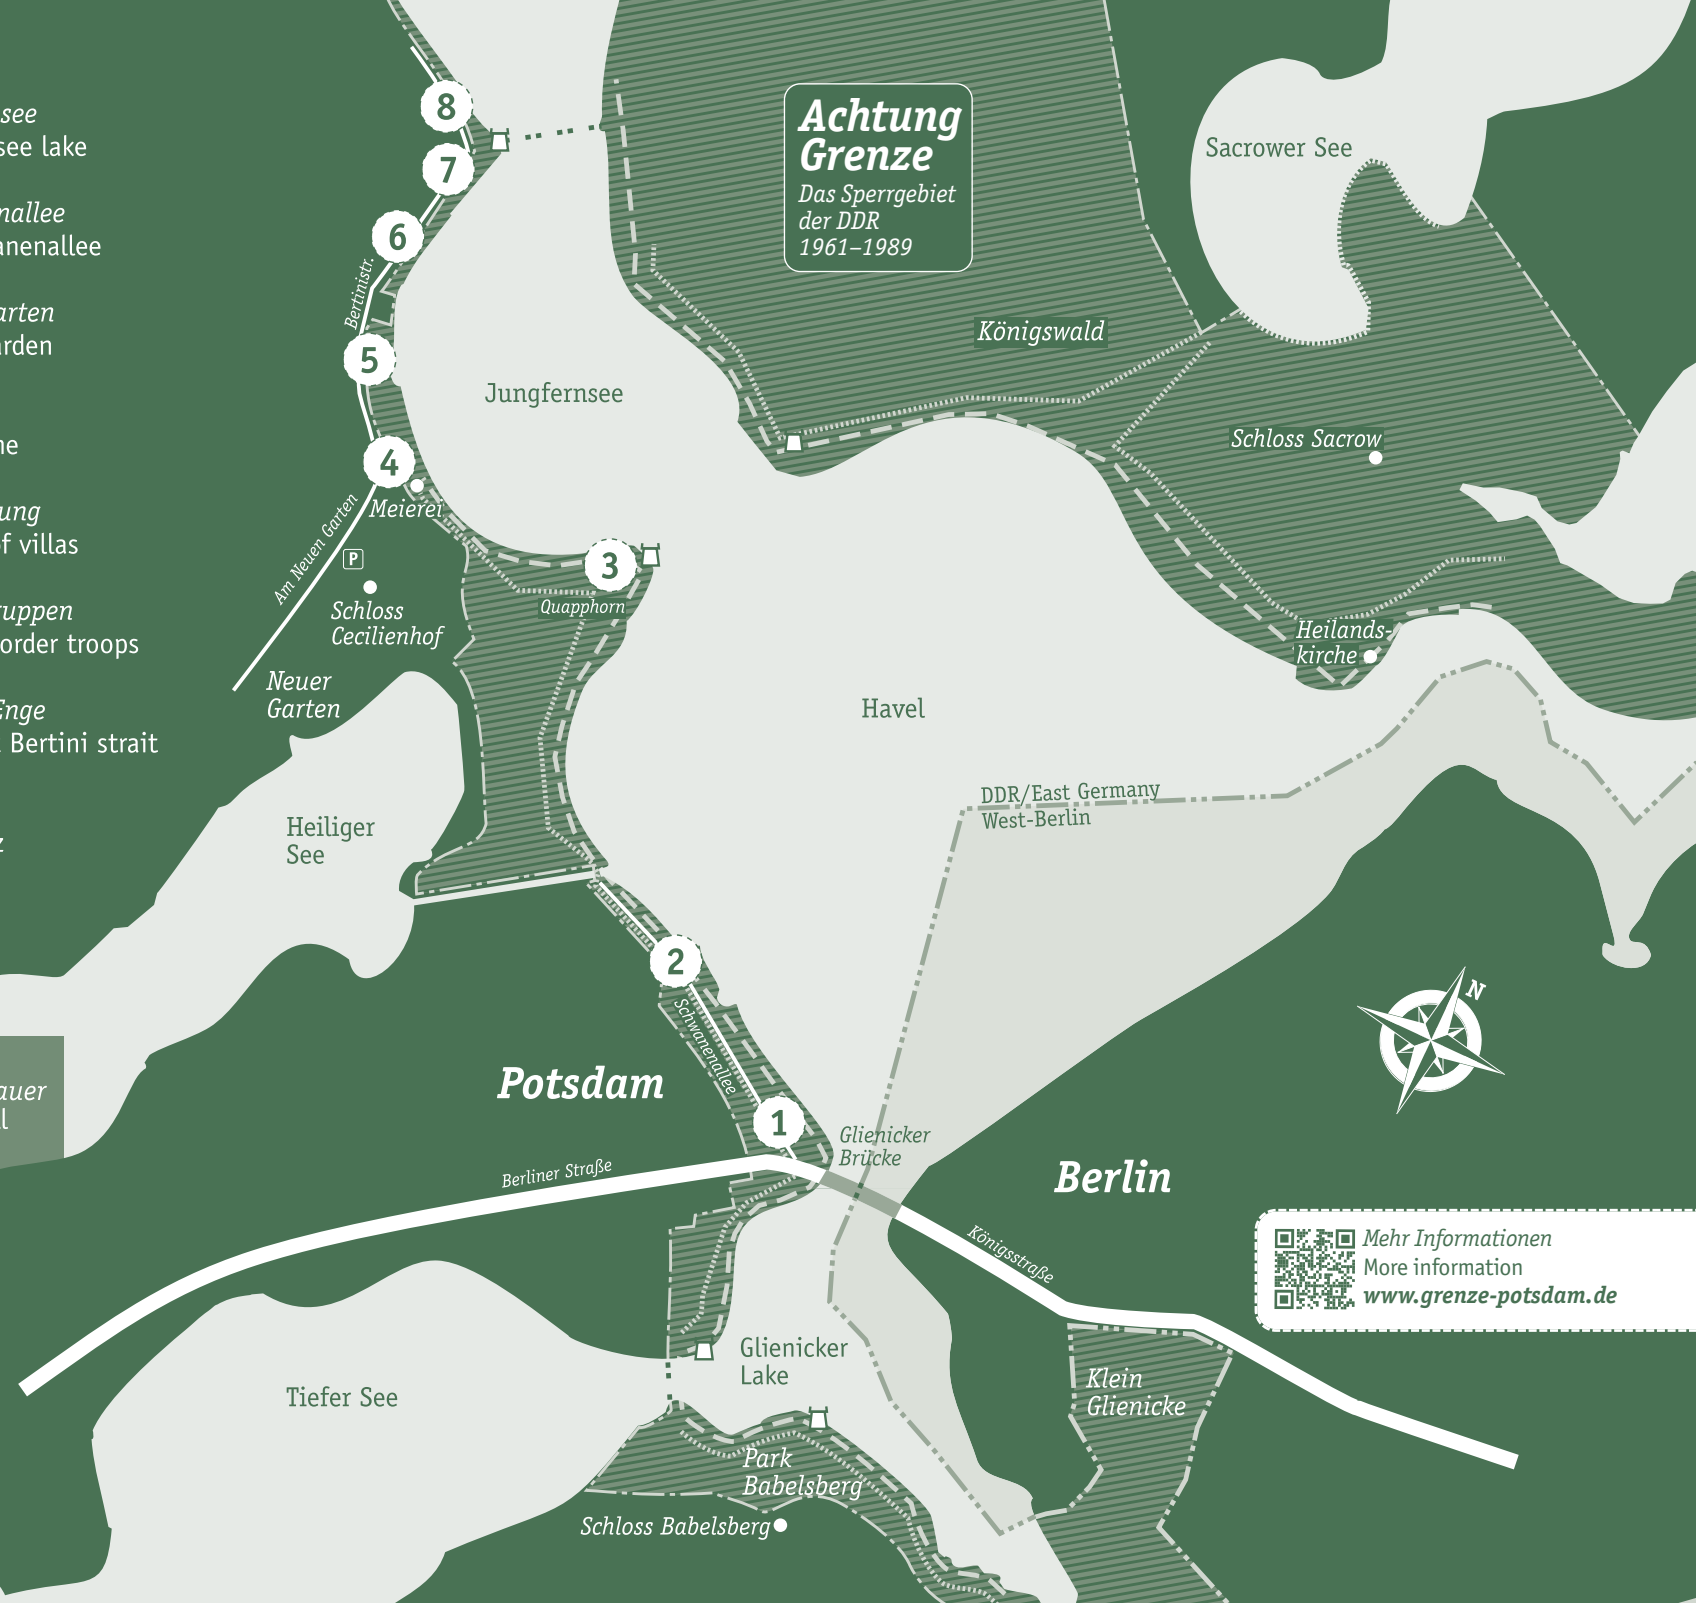 see
see lake
nallee
anenallee
arten
arden
ne
ung
of villas
ruppen
order troops
Enge
Bertini strait
z
auer
l
8
7
6
Bertinistr.
5
4
Meierei
Am Neuen Garten
P
Schloss
Cecilienhof
Neuer
Garten
Jungfernsee
3
Quapphorn
Achtung
Grenze
Das Sperrgebiet
der DDR
1961–1989
Königswald
Sacrower See
Schloss Sacrow
Heilands-
kirche
Havel
DDR/East Germany
West-Berlin
Heiliger
See
2
Schwanenallee
1
Potsdam
Glienicker
Brücke
Berliner Straße
Berlin
N
Königsstraße
Mehr Informationen
More information
www.grenze-potsdam.de
Glienicker
Lake
Tiefer See
Klein
Glienicke
Park
Babelsberg
Schloss Babelsberg